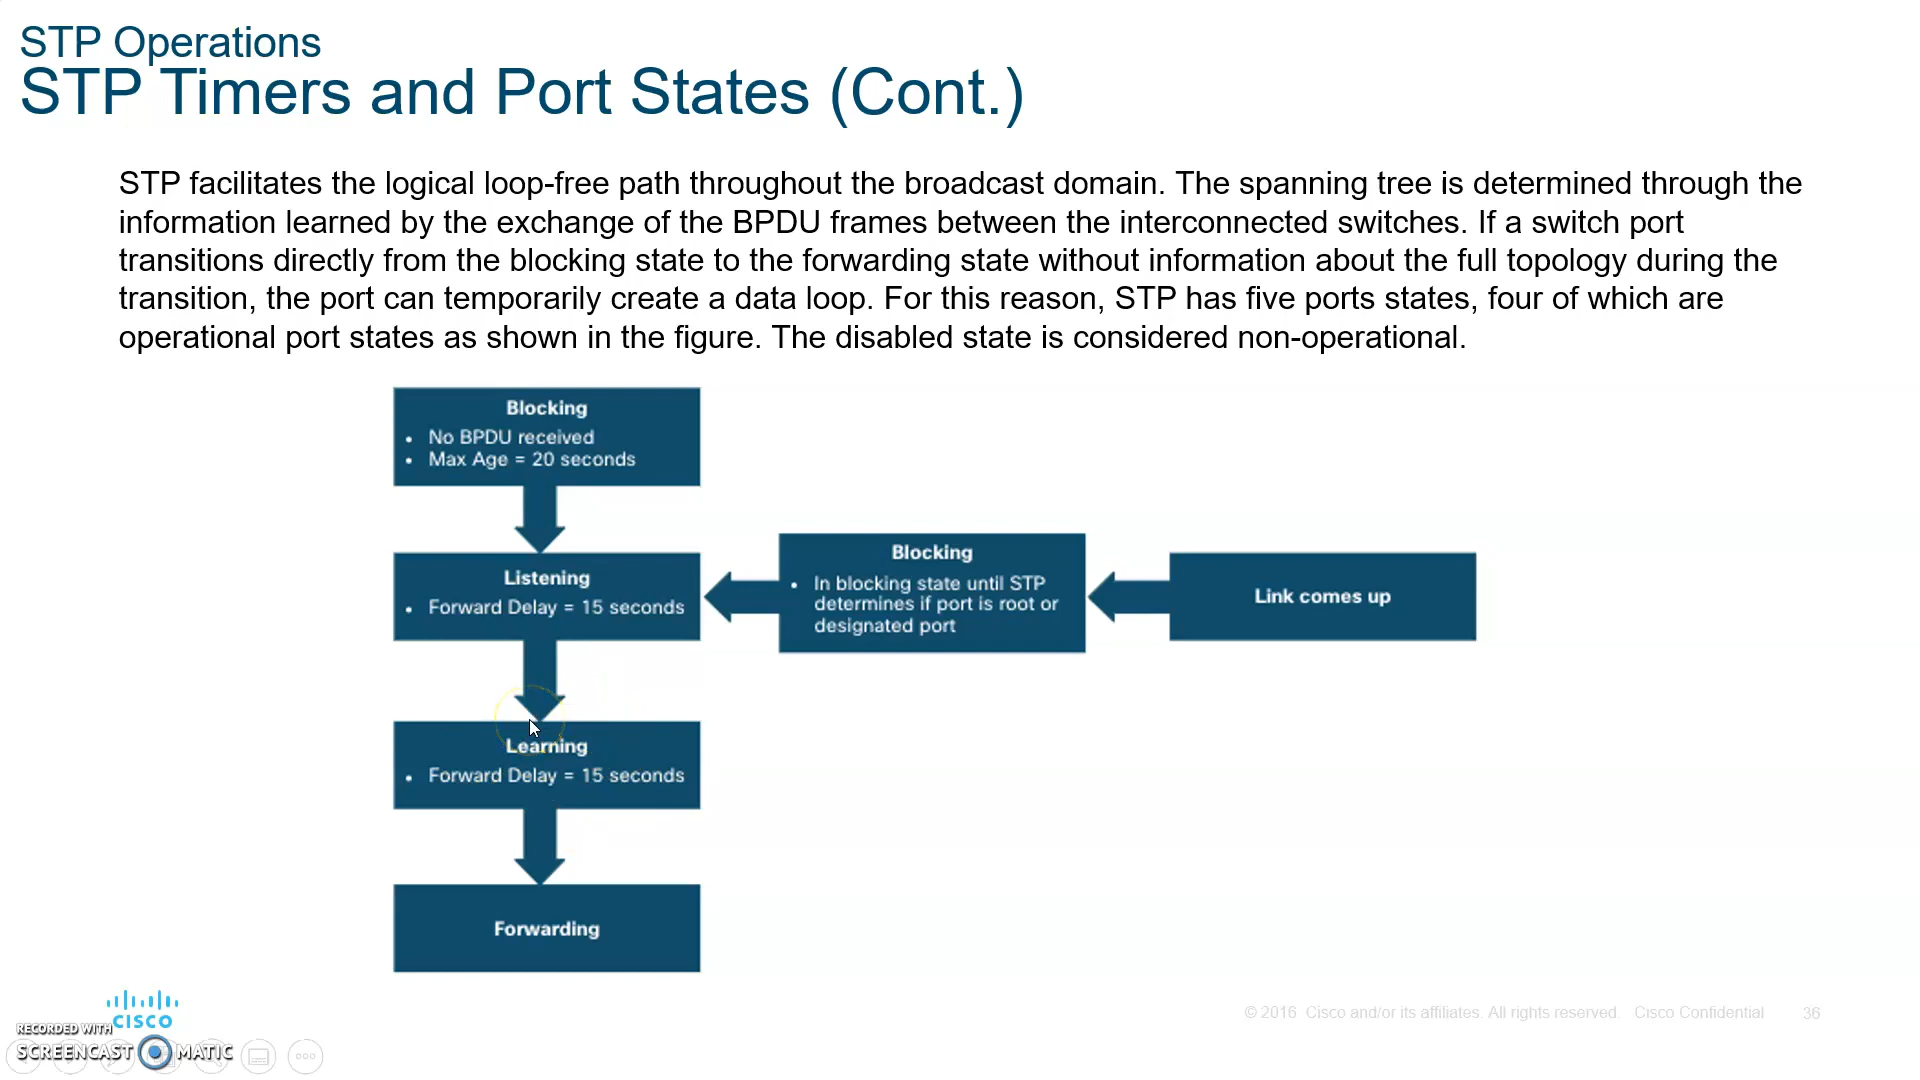 STP Operations
STP Timers and Port States (Cont.)
STP facilitates the logical loop-free path throughout the broadcast domain. The spanning tree is determined through the
information learned by the exchange of the BPDU frames between the interconnected switches. If a switch port
transitions directly from the blocking state to the forwarding state without information about the full topology during the
transition, the port can temporarily create a data loop. For this reason, STP has five ports states, four of which are
operational port states as shown in the figure. The disabled state is considered non-operational.
Blocking
• No BPDU received
• Max Age = 20 seconds
Listening
• Forward Delay = 15 seconds
Blocking
• In blocking state until STP
determines if port is root or
designated port
Link comes up
Learning
• Forward Delay = 15 seconds
Forwarding
CISCO
RECORDED WITH
SCREENCAST MATIC
© 2016 Cisco and/or its affiliates. All rights reserved. Cisco Confidential
36